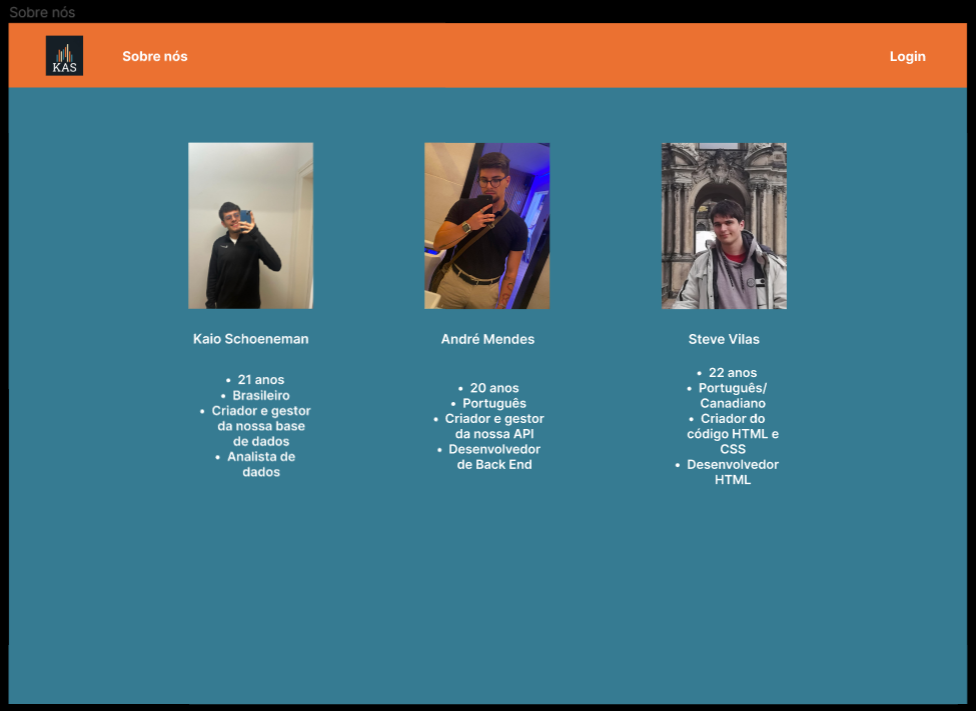 Sobre nós
KAS
Sobre nós
Login
Kaio Schoeneman
• 21 anos
• Brasileiro
• Criador e gestor
da nossa base
de dados
• Analista de
dados
André Mendes
• 20 anos
• Português
• Criador e gestor
da nossa API
• Desenvolvedor
de Back End
Steve Vilas
• 22 anos
• Português/
Canadiano
• Criador do
código HTML e
CSS
• Desenvolvedor
HTML